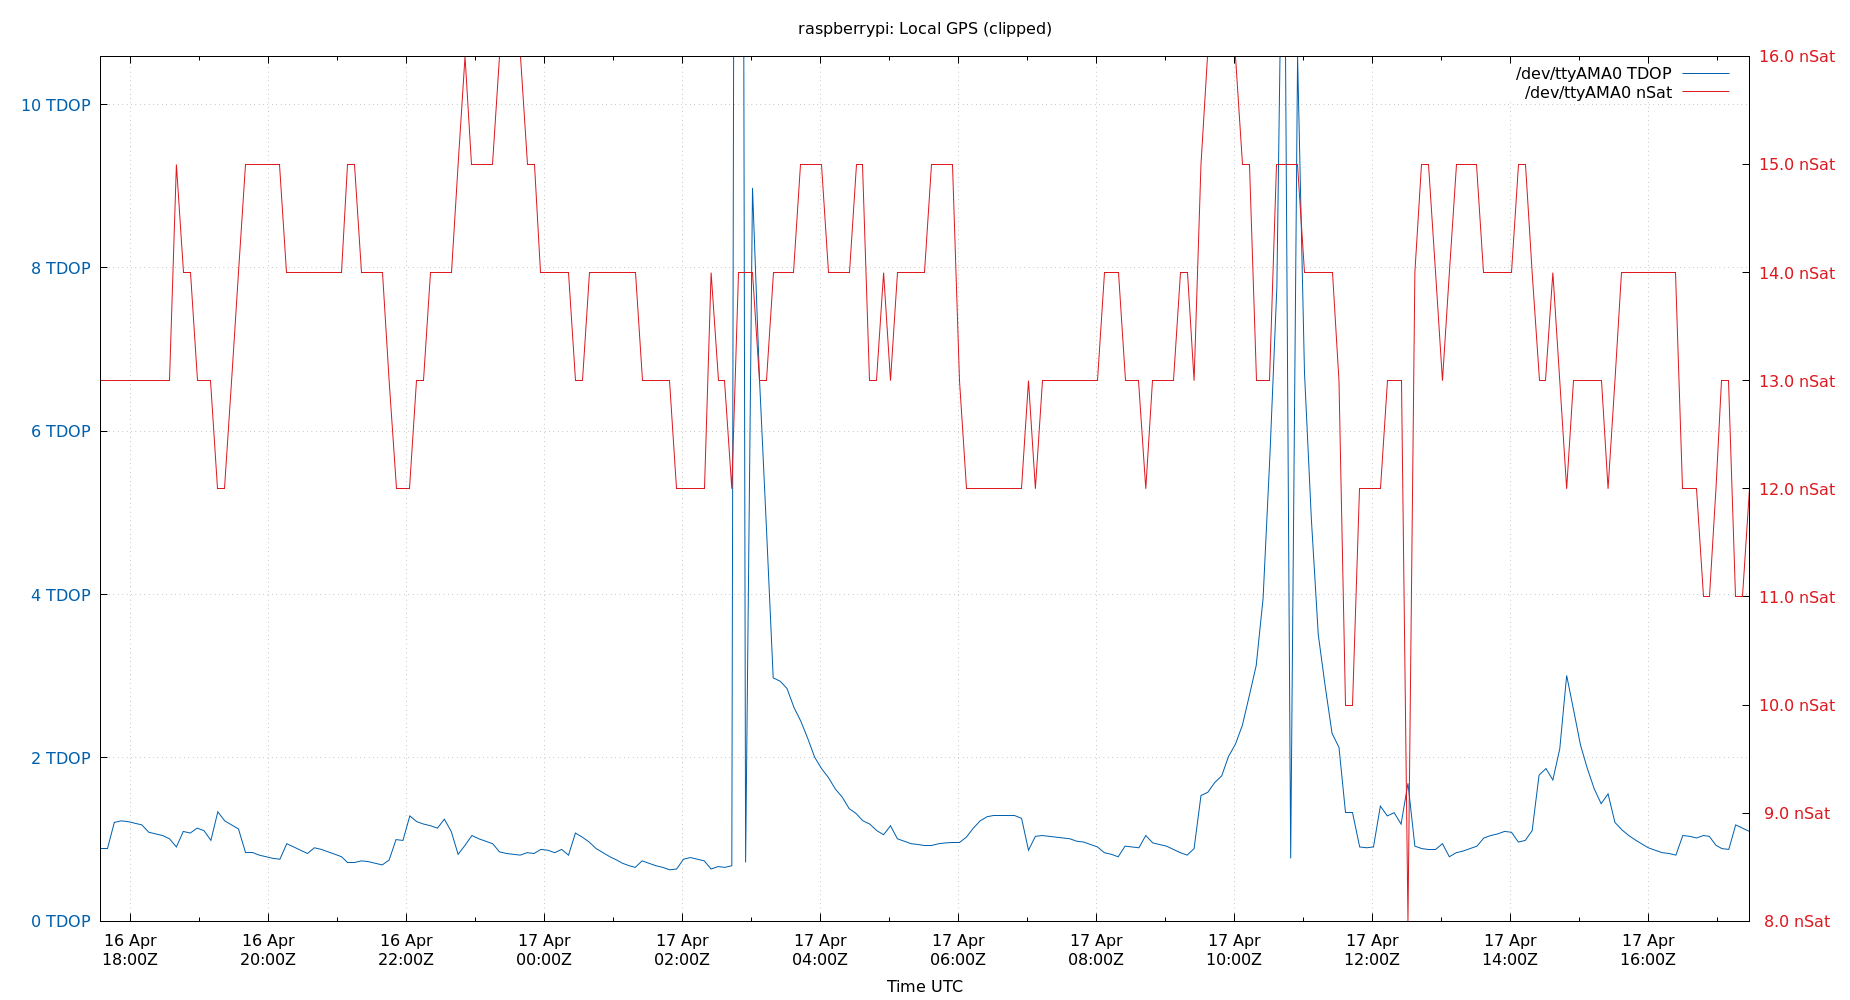 raspberrypi: Local GPS (clipped)
/dev/ttyAMA0 TDOP
/dev/ttyAMA0 nSat
10 TDOP
8 TDOP
6 TDOP
4 TDOP
2 TDOP
0 TDOP
16.0 nSat
15.0 nSat
14.0 nSat
13.0 nSat
12.0 nSat
11.0 nSat
10.0 nSat
9.0 nSat
8.0 nSat
16 Apr
18:00Z
16 Apr
20:00Z
16 Apr
22:00Z
17 Apr
00:00Z
17 Apr
02:00Z
17 Apr
04:00Z
17 Apr
06:00Z
17 Apr
08:00Z
17 Apr
10:00Z
17 Apr
12:00Z
17 Apr
14:00Z
17 Apr
16:00Z
Time UTC